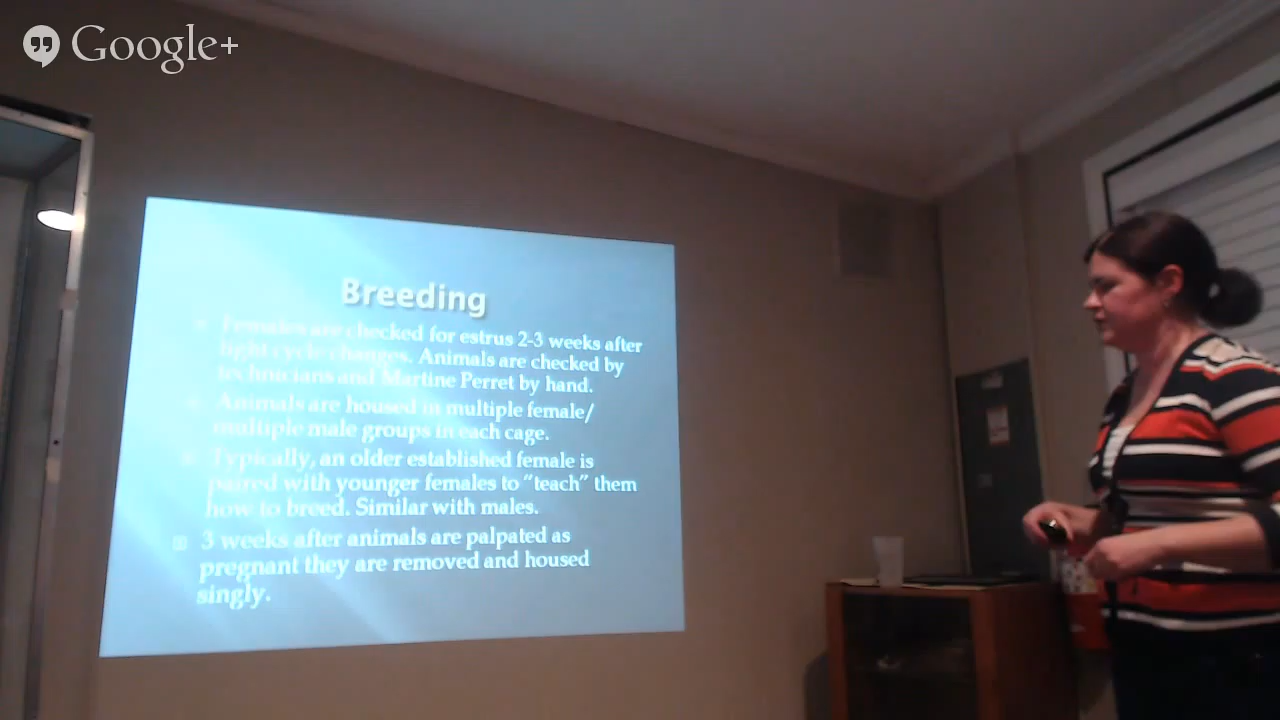 Google+
Breeding
Females are checked for estrus 2-3 weeks after
light cycle changes. Animals are checked by
technicians and Martine Perret by hand.
Animals are housed in multiple female/
multiple male groups in each cage.
Typically, an older established female is
paired with younger females to “teach” them
how to breed. Similar with males.
3 weeks after animals are palpated as
pregnant they are removed and housed
singly.